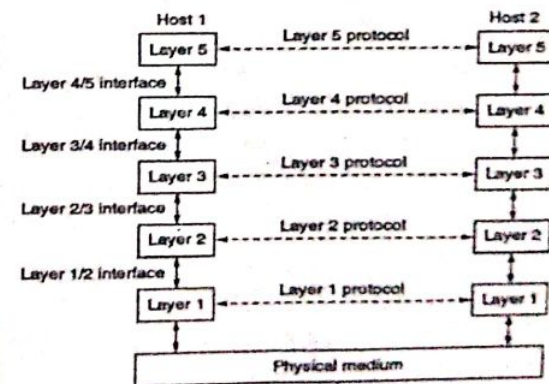 Host 1 Host 2
Layer 5 Layer 5 protocol Layer 5
Layer 4/5 interface
Layer 4 Layer 4 protocol Layer 4
Layer 3/4 interface
Layer 3 Layer 3 protocol Layer 3
Layer 2/3 interface
Layer 2 Layer 2 protocol Layer 2
Layer 1/2 interface
Layer 1 Layer 1 protocol Layer 1
Physical medium